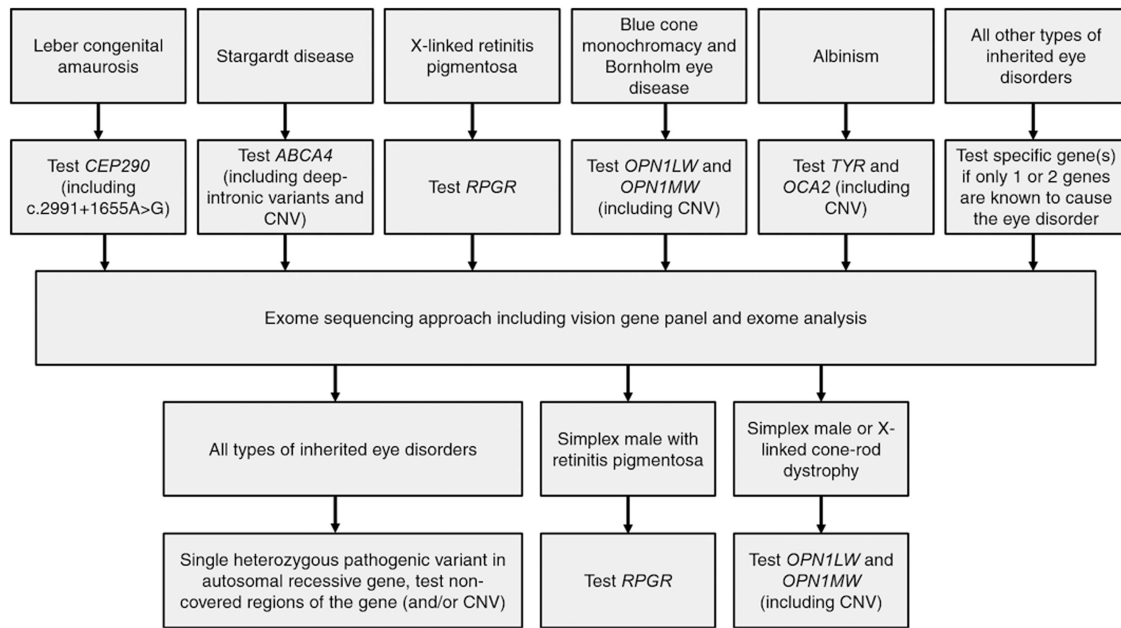 Leber congenital
amaurosis
Stargardt disease
X-linked retinitis
pigmentosa
Blue cone
monochromacy and
Bornholm eye
disease
Albinism
All other types of
inherited eye
disorders
Test CEP290
(including
c.2991+1655A>G)
Test ABCA4
(including deep-
intronic variants and
CNV)
Test RPGR
Test OPN1LW and
OPN1MW
(including CNV)
Test TYR and
OCA2 (including
CNV)
Test specific gene(s)
if only 1 or 2 genes
are known to cause
the eye disorder
Exome sequencing approach including vision gene panel and exome analysis
All types of inherited eye disorders
Simplex male with
retinitis pigmentosa
Simplex male or X-
linked cone-rod
dystrophy
Single heterozygous pathogenic variant in
autosomal recessive gene, test non-
covered regions of the gene (and/or CNV)
Test RPGR
Test OPN1LW and
OPN1MW
(including CNV)